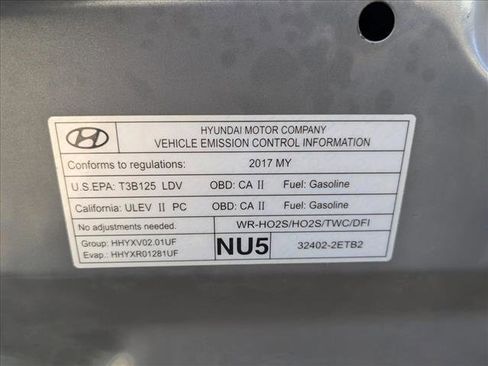 HYUNDAI MOTOR COMPANY
VEHICLE EMISSION CONTROL INFORMATION
Conforms to regulations: 2017 MY
U.S.EPA: T3B125 LDV OBD: CA II Fuel: Gasoline
California: ULEV II PC OBD: CA II Fuel: Gasoline
No adjustments needed. WR-HO2S/HO2S/TWC/DFI
Group: HHYXV02.01UF
Evap.: HHYXR01281UF
NU5
32402-2ETB2